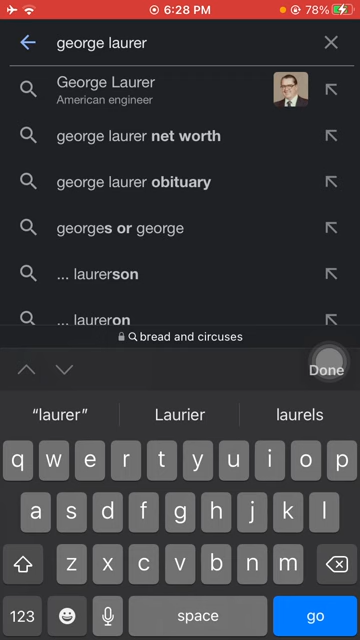 6:28 PM
78%
george laurer
George Laurer
American engineer
george laurer net worth
george laurer obituary
georges or george
... laurerson
... laureron
bread and circuses
Done
“laurer” Laurier laurels
q w e r t y u i o p
a s d f g h j k l
z x c v b n m
123 space go